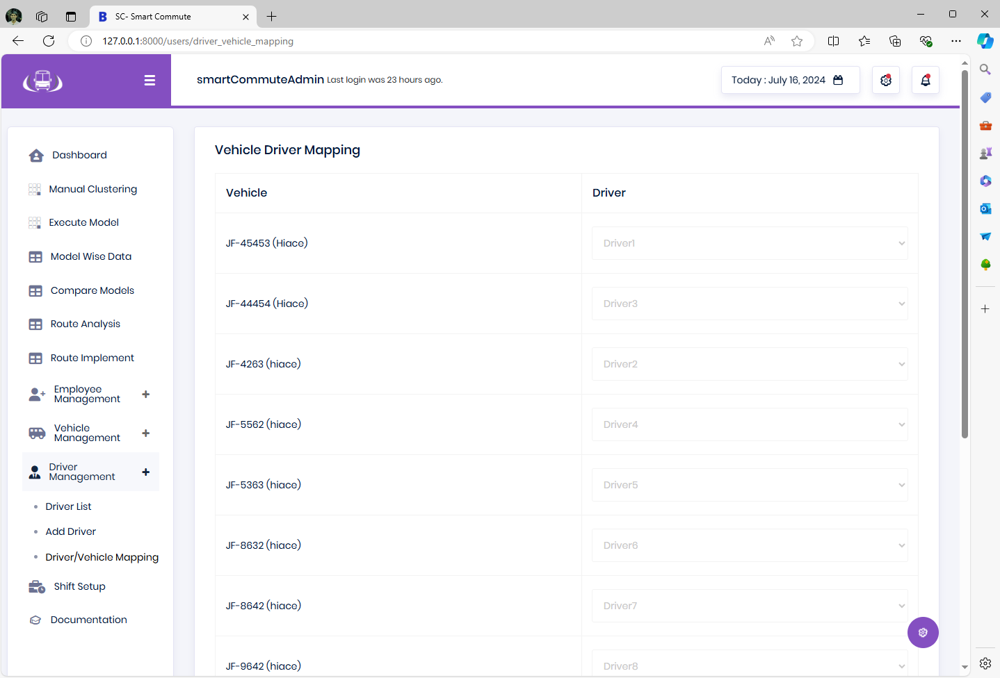 SC- Smart Commute
127.0.0.1:8000/users/driver_vehicle_mapping
smartCommuteAdmin Last login was 23 hours ago.
Today : July 16, 2024
Dashboard
Manual Clustering
Execute Model
Model Wise Data
Compare Models
Route Analysis
Route Implement
Employee
Management
Vehicle
Management
Driver
Management
Driver List
Add Driver
Driver/Vehicle Mapping
Shift Setup
Documentation
Vehicle Driver Mapping
Vehicle Driver
JF-45453 (Hiace) Driver1
JF-44454 (Hiace) Driver3
JF-4263 (hiace) Driver2
JF-5562 (hiace) Driver4
JF-5363 (hiace) Driver5
JF-8632 (hiace) Driver6
JF-8642 (hiace) Driver7
JF-9642 (hiace) Driver8